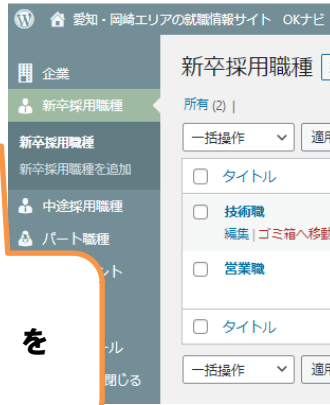 愛知・岡崎エリアの就職情報サイト OKナビ
企業
新卒採用職種
新卒採用職種
新卒採用職種を追加
中途採用職種
パート職種
ント
ール
閉じる
を
新卒採用職種
所有 (2) |
一括操作
適用
タイトル
技術職
編集 | ゴミ箱へ移動
営業職
タイトル
一括操作
適用